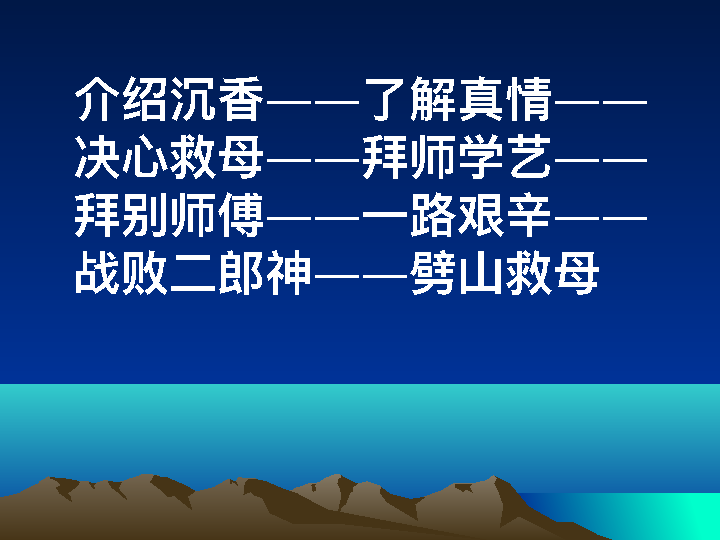 介绍沉香——了解真情——
决心救母——拜师学艺——
拜别师傅——一路艰辛——
战败二郎神——劈山救母